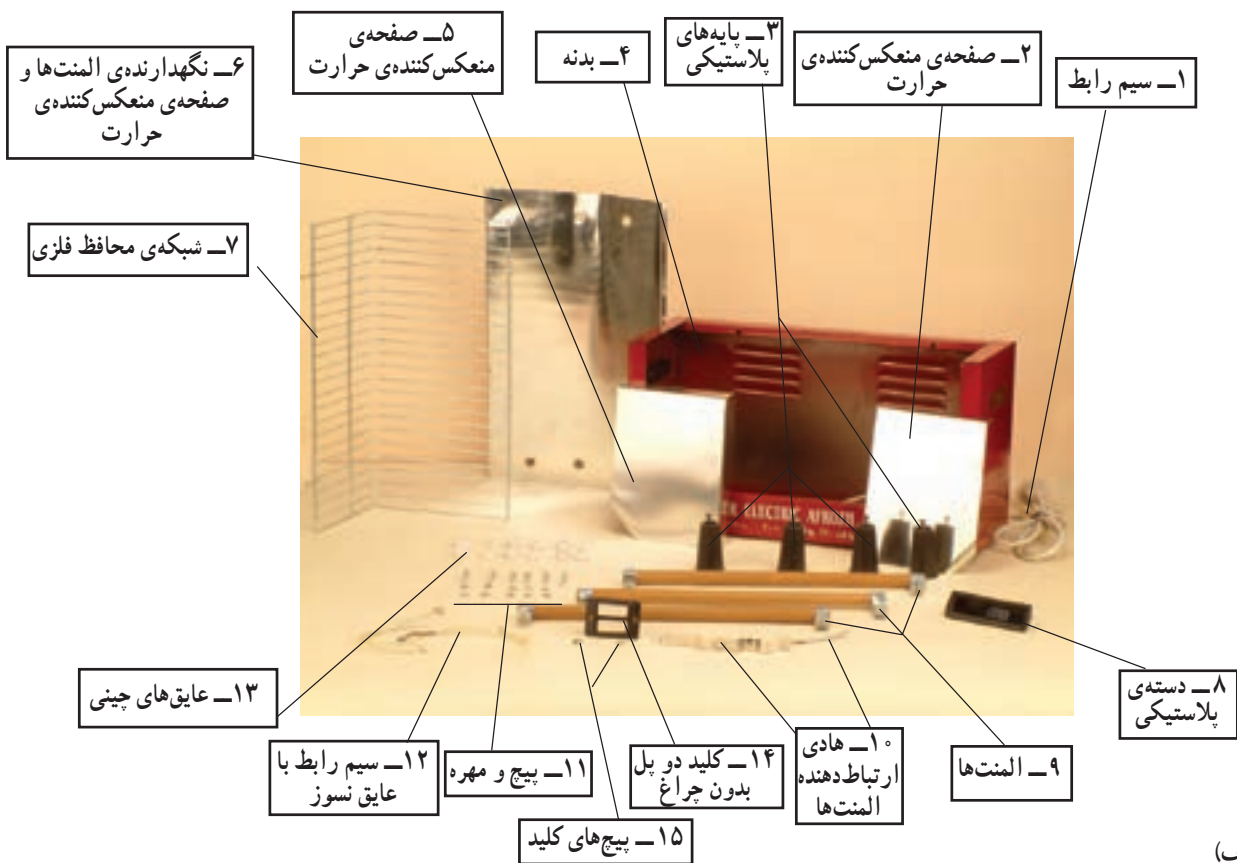 ۱ــ سیم رابط
۲ــ صفحه‌ی منعکس‌کننده‌ی
حرارت
۳ــ پایه‌های
پلاستیکی
۴ــ بدنه
۵ــ صفحه‌ی
منعکس‌کننده‌ی حرارت
۶ــ نگهدارنده‌ی المنت‌ها و
صفحه‌ی منعکس‌کننده‌ی
حرارت
۷ــ شبکه‌ی محافظ فلزی
ELECTRIC
۸ــ دسته‌ی
پلاستیکی
۹ــ المنت‌ها
۱۰ــ هادی
ارتباط‌دهنده
المنت‌ها
۱۴ــ کلید دو پل
بدون چراغ
۱۱ــ پیچ و مهره
۱۲ــ سیم رابط با
عایق نسوز
۱۳ــ عایق‌های چینی
۱۵ــ پیچ‌های کلید